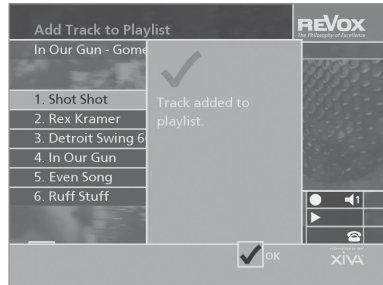 Add Track to Playlist
REVOX
The Philosophy of Excellence
In Our Gun - Gome
1. Shot Shot
2. Rex Kramer
3. Detroit Swing 6
4. In Our Gun
5. Even Song
6. Ruff Stuff
Track added to
playlist.
1
OK
POWERED BY
XiVA